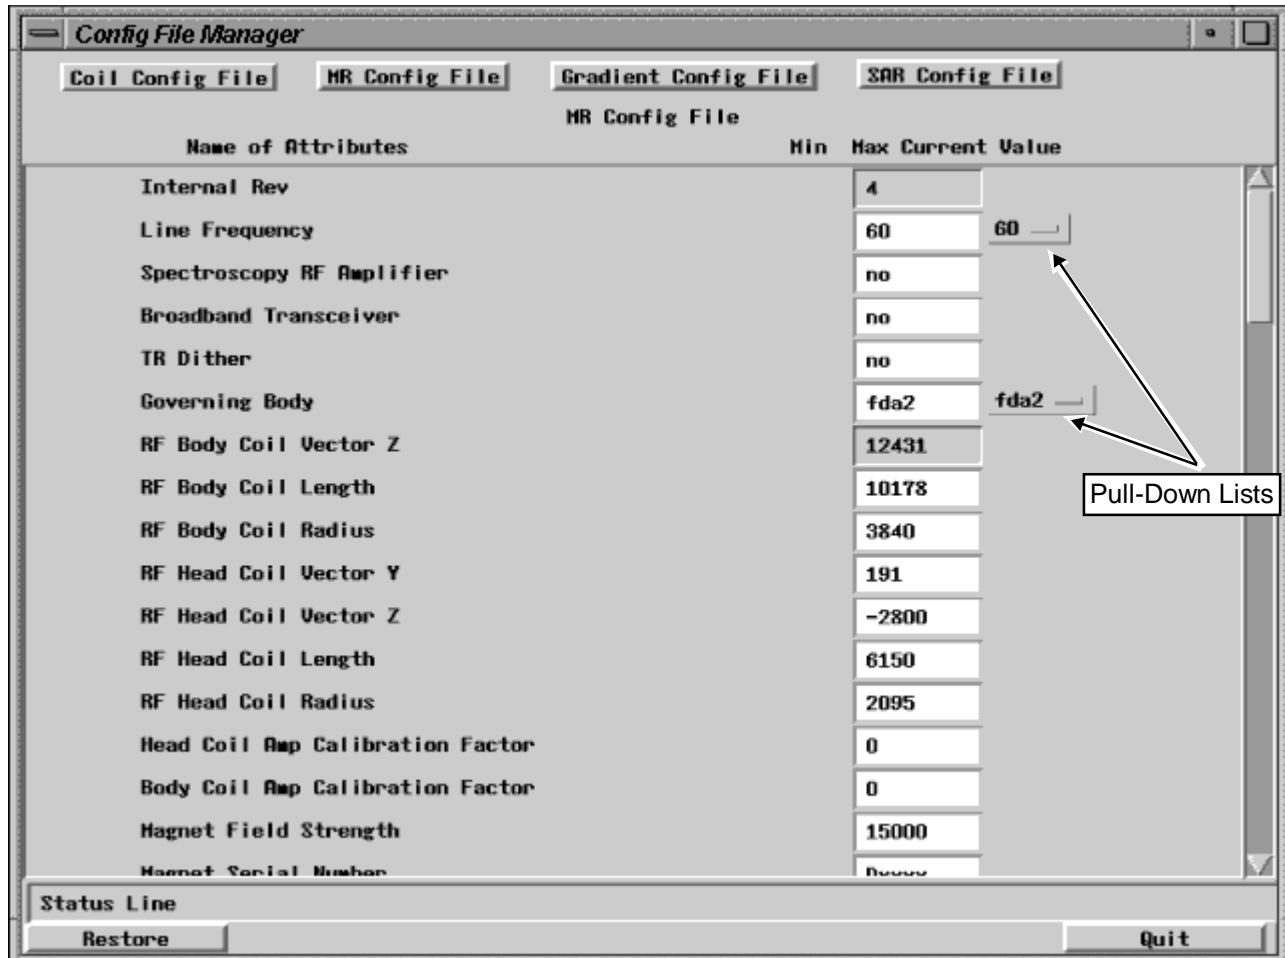 Config File Manager
Coil Config File MR Config File Gradient Config File SAR Config File
MR Config File
Name of Attributes Min Max Current Value
Internal Rev 4
Line Frequency 60 60
Spectroscopy RF Amplifier no
Broadband Transceiver no
TR Dither no
Governing Body fda2 fda2
RF Body Coil Vector Z 12431
RF Body Coil Length 10178
Pull-Down Lists
RF Body Coil Radius 3840
RF Head Coil Vector Y 191
RF Head Coil Vector Z -2800
RF Head Coil Length 6150
RF Head Coil Radius 2095
Head Coil Amp Calibration Factor 0
Body Coil Amp Calibration Factor 0
Magnet Field Strength 15000
Magnet Serial Number
Status Line
Restore Quit